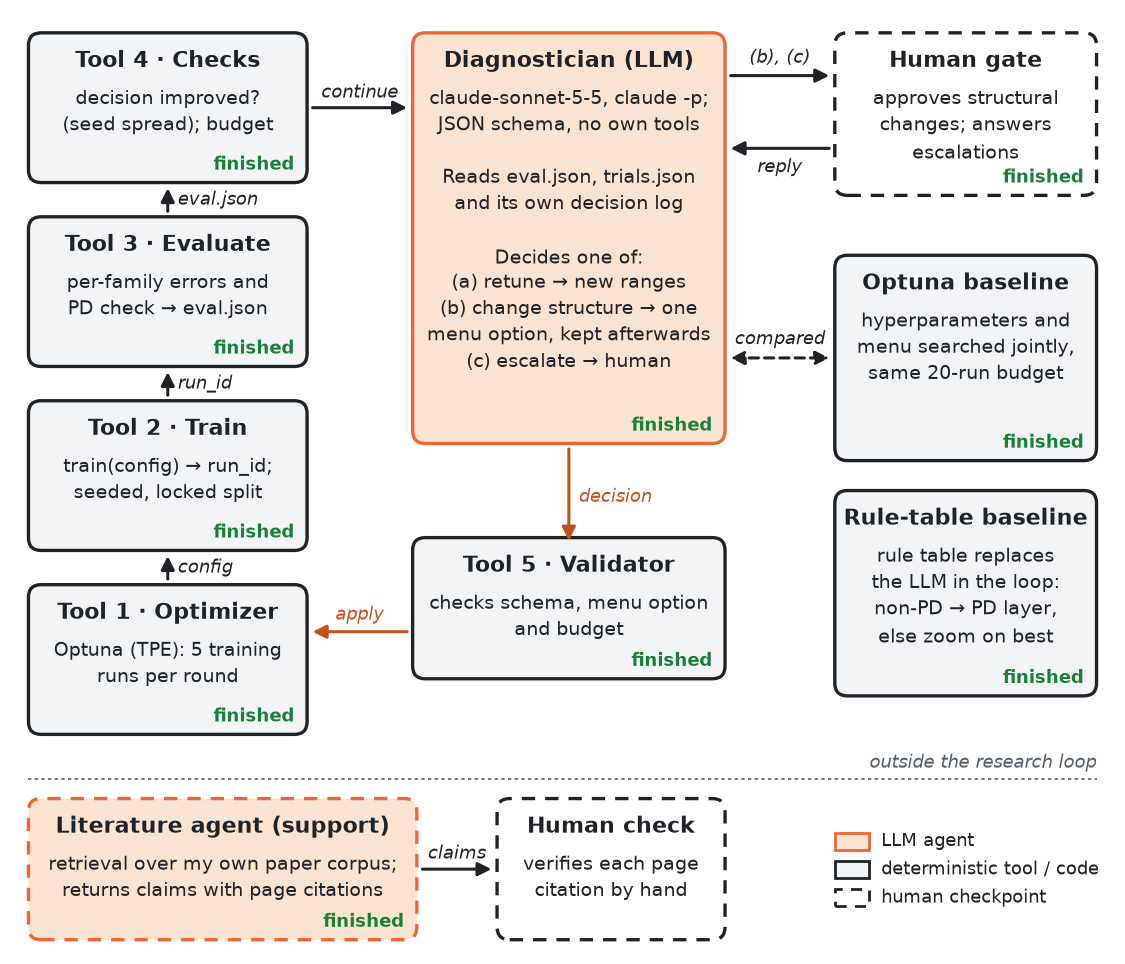 Tool 4 · Checks
decision improved?
(seed spread); budget
finished
continue
eval.json
Tool 3 · Evaluate
per-family errors and
PD check → eval.json
finished
run_id
Tool 2 · Train
train(config) → run_id;
seeded, locked split
finished
config
Tool 1 · Optimizer
Optuna (TPE): 5 training
runs per round
finished
Diagnostician (LLM)
claude-sonnet-5-5, claude -p;
JSON schema, no own tools
Reads eval.json, trials.json
and its own decision log
Decides one of:
(a) retune → new ranges
(b) change structure → one
menu option, kept afterwards
(c) escalate → human
finished
decision
Tool 5 · Validator
checks schema, menu option
and budget
finished
apply
(b), (c)
reply
Human gate
approves structural
changes; answers
escalations
finished
compared
Optuna baseline
hyperparameters and
menu searched jointly,
same 20-run budget
finished
Rule-table baseline
rule table replaces
the LLM in the loop:
non-PD → PD layer,
else zoom on best
finished
outside the research loop
Literature agent (support)
retrieval over my own paper corpus;
returns claims with page citations
finished
claims
Human check
verifies each page
citation by hand
LLM agent
deterministic tool / code
human checkpoint